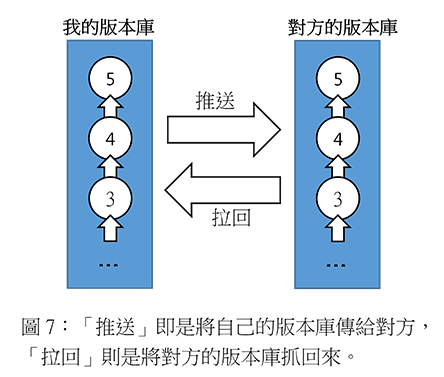 我的版本庫
對方的版本庫
5
4
3
...
推送
拉回
5
4
3
...
圖 7：「推送」即是將自己的版本庫傳給對方，
「拉回」則是將對方的版本庫抓回來。